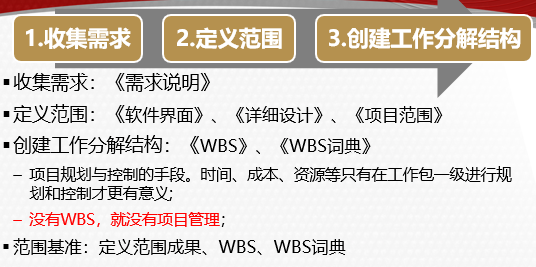 1.收集需求
2.定义范围
3.创建工作分解结构
▪收集需求：《需求说明》
▪定义范围：《软件界面》、《详细设计》、《项目范围》
▪创建工作分解结构：《WBS》、《WBS词典》
– 项目规划与控制的手段。时间、成本、资源等只有在工作包一级进行规
划和控制才更有意义;
– 没有WBS，就没有项目管理;
▪范围基准：定义范围成果、WBS、WBS词典